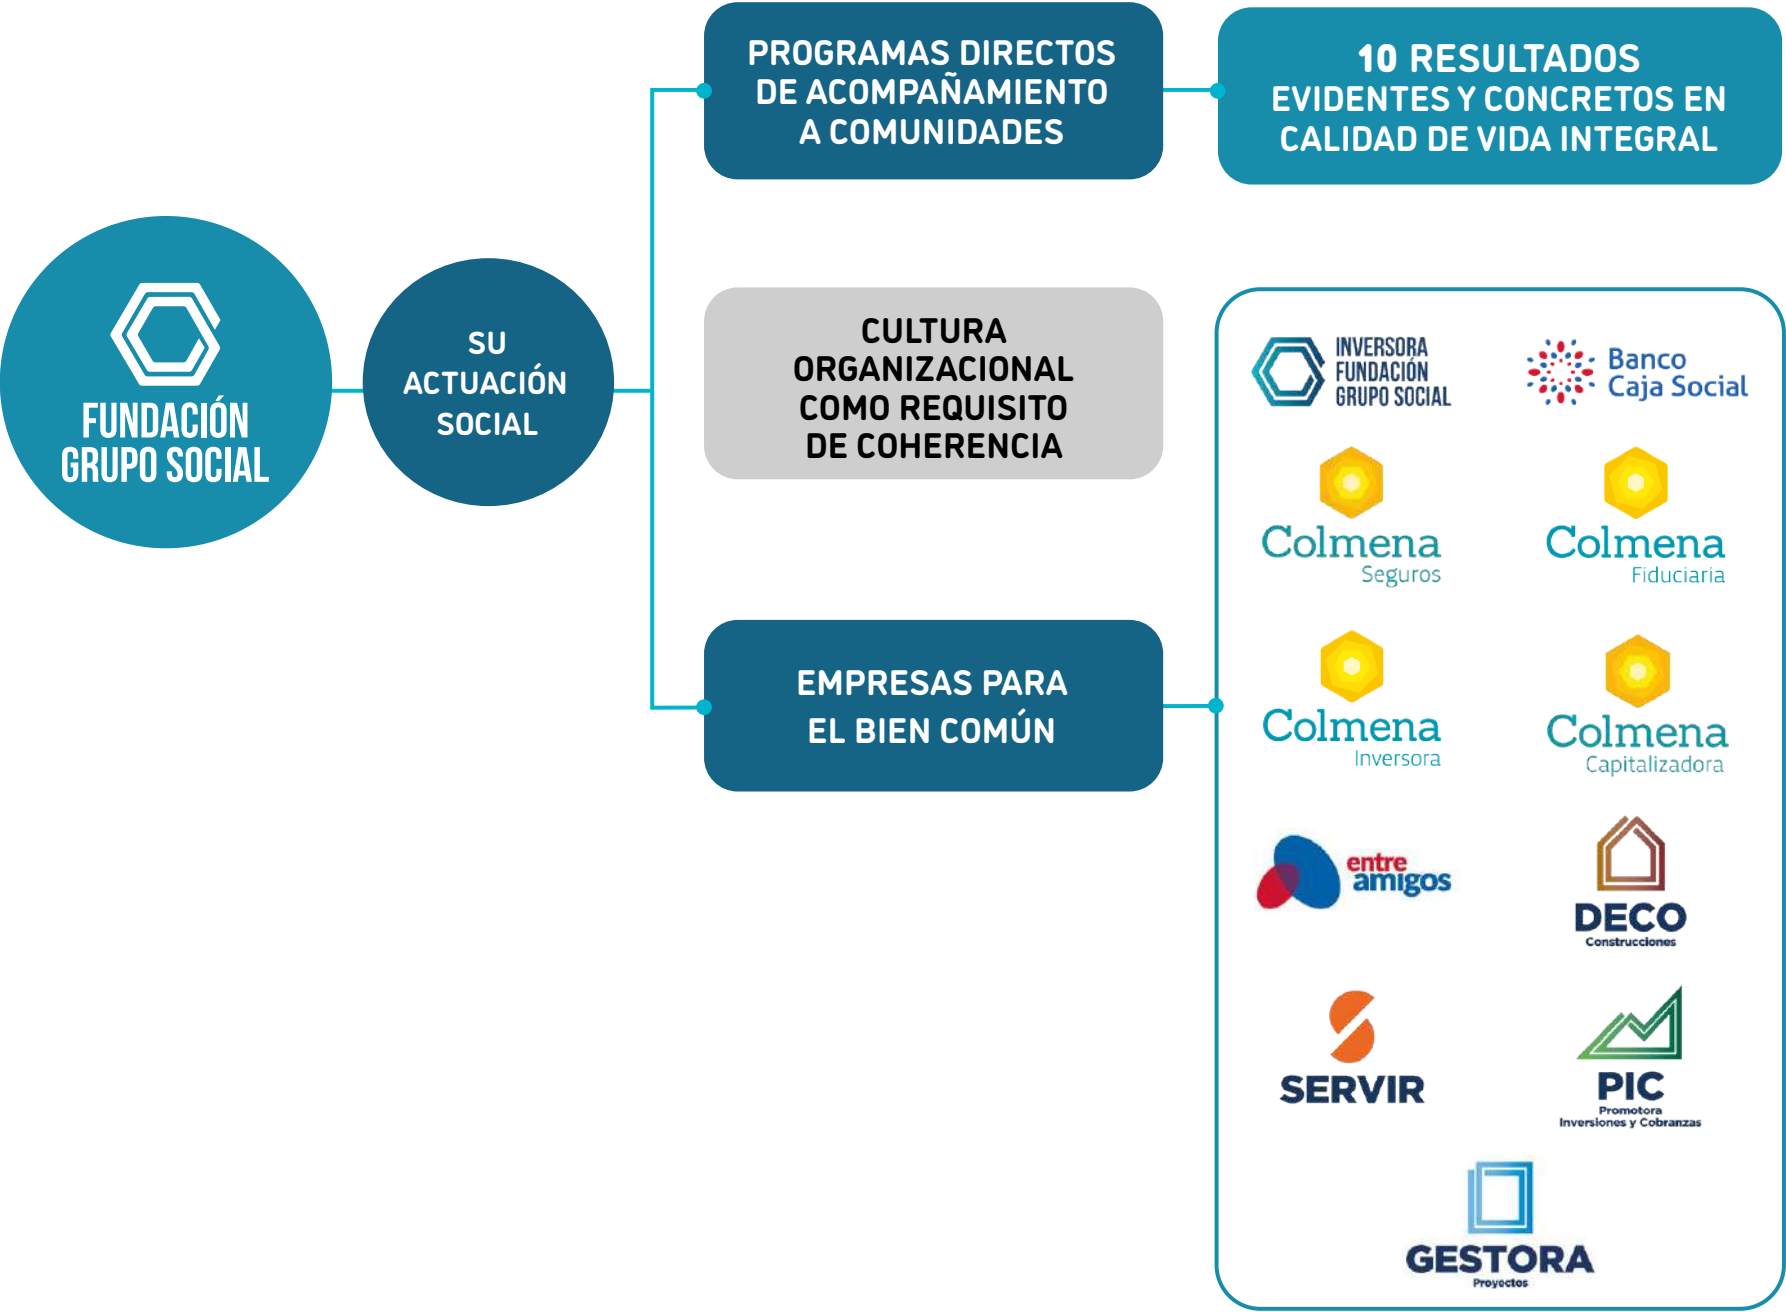 FUNDACIÓN
GRUPO SOCIAL
SU
ACTUACIÓN
SOCIAL
PROGRAMAS DIRECTOS
DE ACOMPAÑAMIENTO
A COMUNIDADES
10 RESULTADOS
EVIDENTES Y CONCRETOS EN
CALIDAD DE VIDA INTEGRAL
CULTURA
ORGANIZACIONAL
COMO REQUISITO
DE COHERENCIA
EMPRESAS PARA
EL BIEN COMÚN
INVERSORA
FUNDACIÓN
GRUPO SOCIAL
Banco
Caja Social
Colmena
Seguros
Colmena
Fiduciaria
Colmena
Inversora
Colmena
Capitalizadora
entre
amigos
DECO
Construcciones
SERVIR
PIC
Promotora
Inversiones y Cobranzas
GESTORA
Proyectos